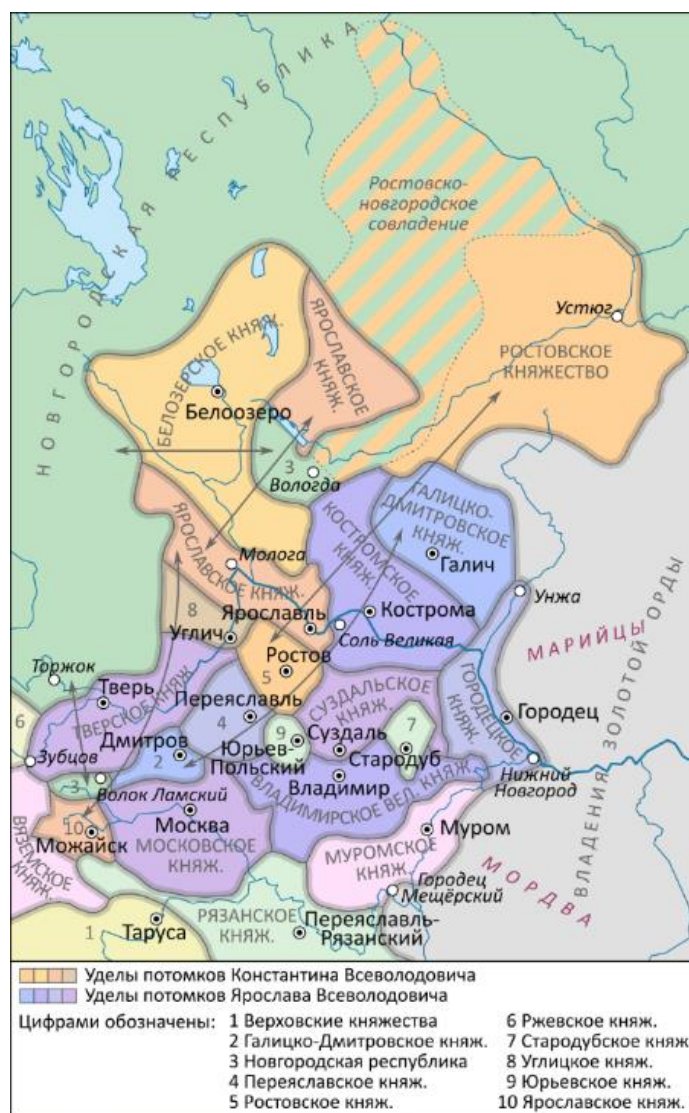 НОВГОРОДСКАЯ РЕСПУБЛИКА
Ростовско-
новгородское
совладение
Устюг
РОСТОВСКОЕ
КНЯЖЕСТВО
БЕЛОЗЕРСКОЕ КНЯЖ.
ЯРОСЛАВСКОЕ
КНЯЖ.
Белоозеро
3
Вологда
ГАЛИЦКО-
ДМИТРОВСКОЕ
КНЯЖ.
Галич
КОСТРОМСКОЕ
КНЯЖ.
Молога
ЯРОСЛАВСКОЕ КНЯЖ.
Кострома
Унжа
8
Ярославль
Углич
Соль Великая
МАРИЙЦЫ
ВЛАДЕНИЯ ЗОЛОТОЙ ОРДЫ
Ростов
5
Торжок
Тверь
ТВЕРСКОЕ КНЯЖ.
Переяславль
4
СУЗДАЛЬСКОЕ
КНЯЖ.
ГОРОДЕЦКОЕ
КНЯЖ.
Городец
6
Зубцов
Дмитров
2
9
Юрьев-
Польский
Суздаль
7
Стародуб
Нижний
Новгород
3
Волок Ламский
Владимир
ВЛАДИМИРСКОЕ ВЕЛ. КНЯЖ.
ВЯЗЕМСКОЕ
КНЯЖ.
10
Можайск
Москва
МОСКОВСКОЕ
КНЯЖ.
Муром
МУРОМСКОЕ
КНЯЖ.
МОРДВА
Городец
Мещёрский
1
Таруса
РЯЗАНСКОЕ
КНЯЖ.
Переяславль-
Рязанский
Уделы потомков Константина Всеволодовича
Уделы потомков Ярослава Всеволодовича
Цифрами обозначены:
1 Верховские княжества
2 Галицко-Дмитровское княж.
3 Новгородская республика
4 Переяславское княж.
5 Ростовское княж.
6 Ржевское княж.
7 Стародубское княж
8 Углицкое княж.
9 Юрьевское княж.
10 Ярославское княж.